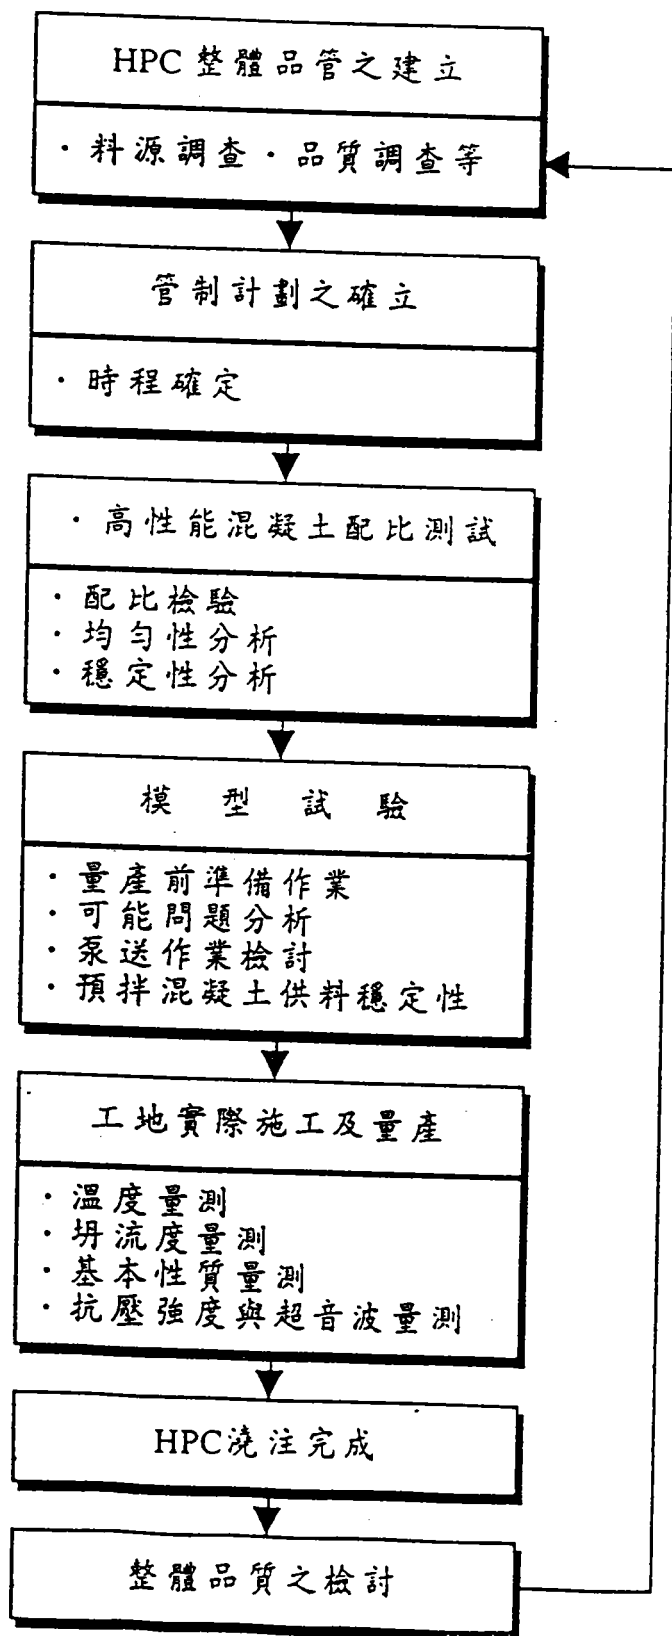 HPC 整體品管之建立
·料源調查·品質調查等
管制計劃之確立
·時程確定
·高性能混凝土配比測試
·配比檢驗
·均勻性分析
·穩定性分析
模型試驗
·量產前準備作業
·可能問題分析
·泵送作業檢討
·預拌混凝土供料穩定性
工地實際施工及量產
·溫度量測
·坍流度量測
·基本性質量測
·抗壓強度與超音波量測
HPC澆注完成
整體品質之檢討